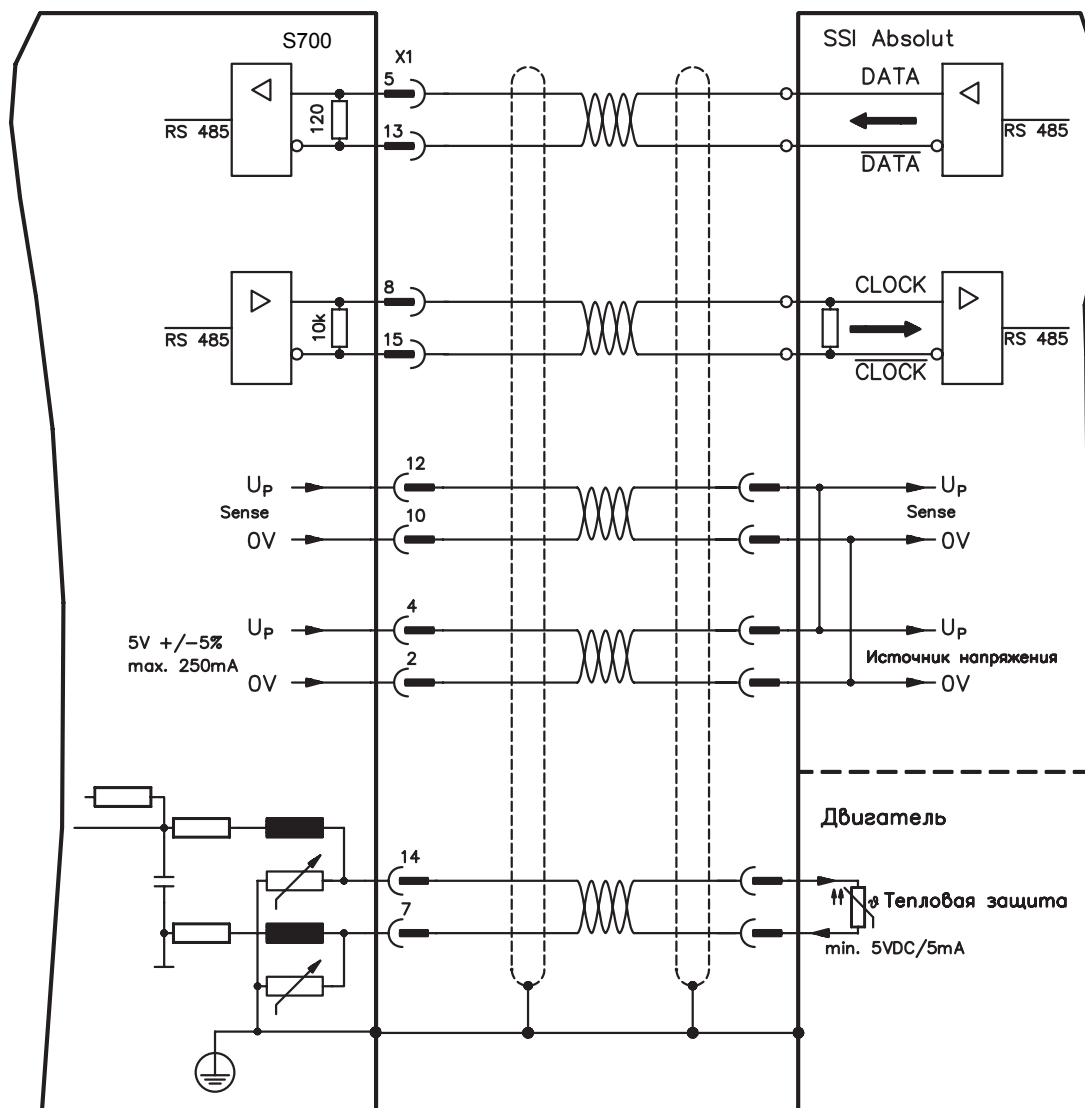 S700
X1
SSI Absolut
5
DATA
RS 485
120
13
DATA
RS 485
8
CLOCK
RS 485
10k
15
CLOCK
RS 485
12
UP
UP
Sense
10
Sense
0V
0V
4
UP
UP
5V +/-5%
max. 250mA
2
Источник напряжения
0V
0V
Двигатель
14
ϑ Тепловая защита
7
min. 5VDC/5mA